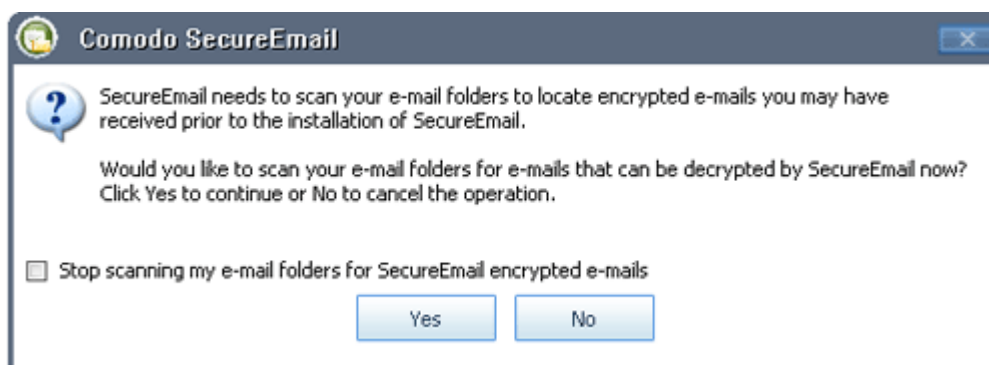 Comodo SecureEmail
SecureEmail needs to scan your e-mail folders to locate encrypted e-mails you may have
received prior to the installation of SecureEmail.
Would you like to scan your e-mail folders for e-mails that can be decrypted by SecureEmail now?
Click Yes to continue or No to cancel the operation.
Stop scanning my e-mail folders for SecureEmail encrypted e-mails
Yes No